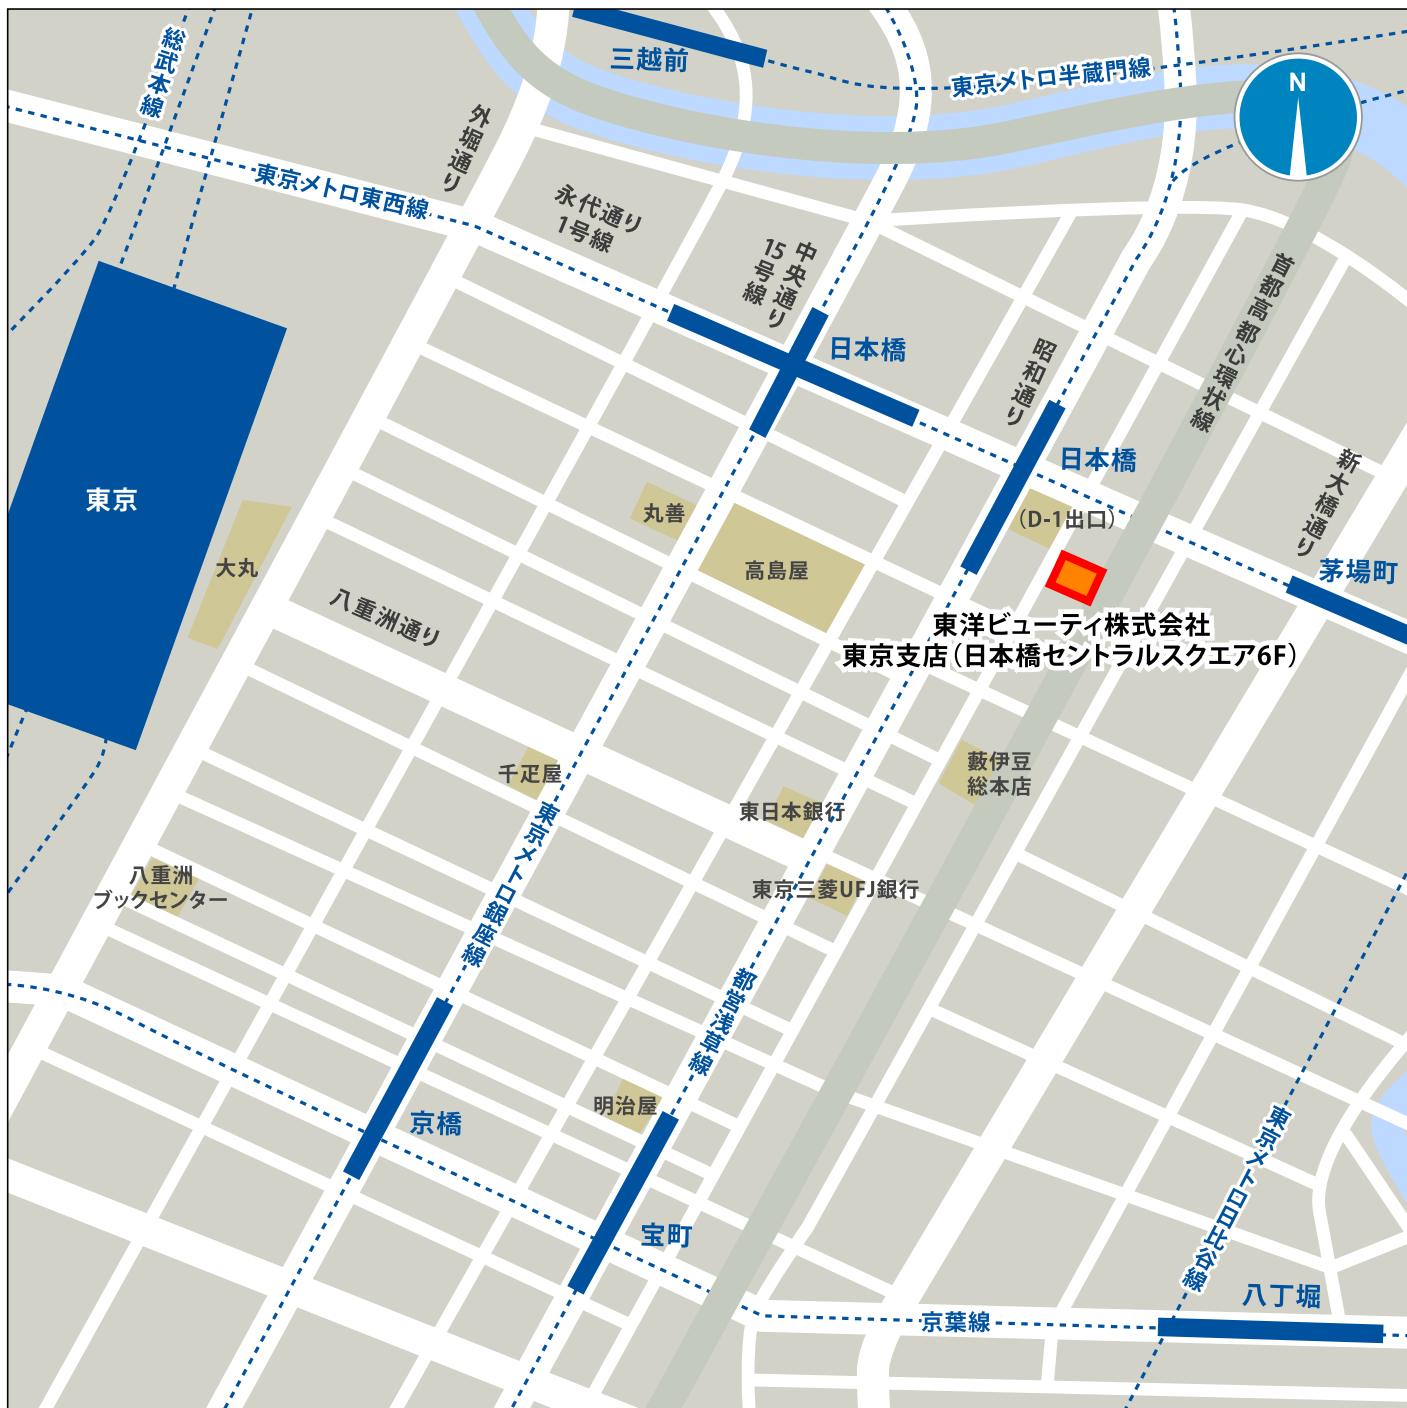 総武本線
三越前
東京メトロ半蔵門線
N
外堀通り
東京メトロ東西線
永代通り
1号線
中央通り
15号線
首都高都心環状線
日本橋
昭和通り
日本橋
新大橋通り
東京
丸善
(D-1出口)
大丸
高島屋
茅場町
八重洲通り
東洋ビューティ株式会社
東京支店(日本橋セントラルスクエア6F)
千疋屋
藪伊豆
総本店
東日本銀行
東京メトロ銀座線
八重洲
ブックセンター
東京三菱UFJ銀行
都営浅草線
明治屋
京橋
東京メトロ日比谷線
宝町
八丁堀
京葉線